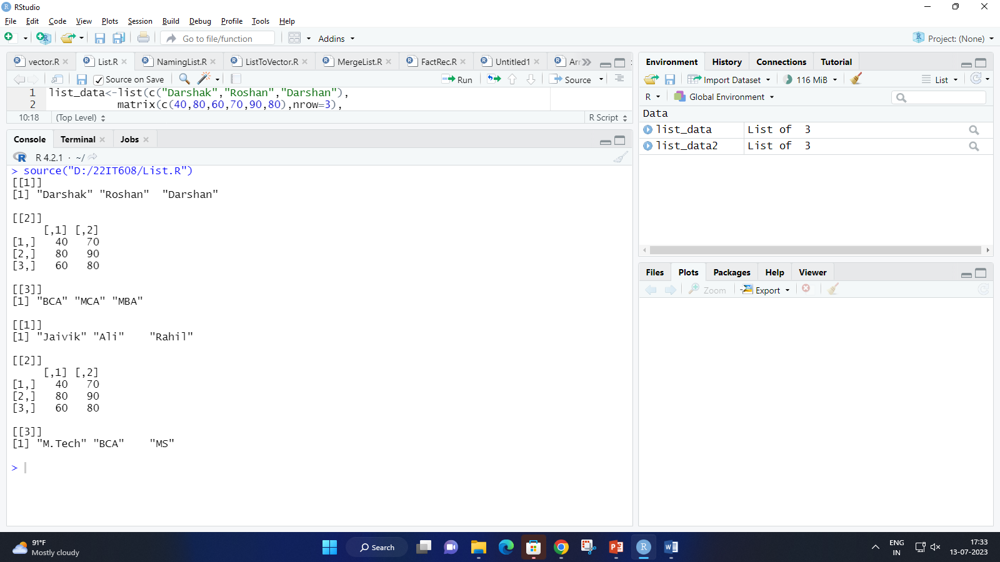 RStudio
File Edit Code View Plots Session Build Debug Profile Tools Help
Go to file/function Addins Project: (None)
vector.R List.R NamingList.R ListToVector.R MergeList.R FactRec.R Untitled1
Source on Save Run Source
1 list_data<-list(c("Darshak","Roshan","Darshan"),
2 matrix(c(40,80,60,70,90,80),nrow=3),
10:18 (Top Level) R Script
Console Terminal Jobs
R 4.2.1 · ~/
> source("D:/22IT608/List.R")
[[1]]
[1] "Darshak" "Roshan"  "Darshan"
[[2]]
     [,1] [,2]
[1,]   40   70
[2,]   80   90
[3,]   60   80
[[3]]
[1] "BCA" "MCA" "MBA"
[[1]]
[1] "Jaivik" "Ali"    "Rahil"
[[2]]
     [,1] [,2]
[1,]   40   70
[2,]   80   90
[3,]   60   80
[[3]]
[1] "M.Tech" "BCA"    "MS"
>
Environment History Connections Tutorial
Import Dataset 116 MiB List
R Global Environment
Data
list_data List of 3
list_data2 List of 3
Files Plots Packages Help Viewer
Zoom Export
91°F
Mostly cloudy
Search
ENG
IN
17:33
13-07-2023